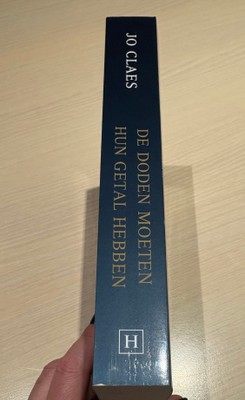 JO CLAES
DE DODEN MOETEN
HUN GETAL HEBBEN
H